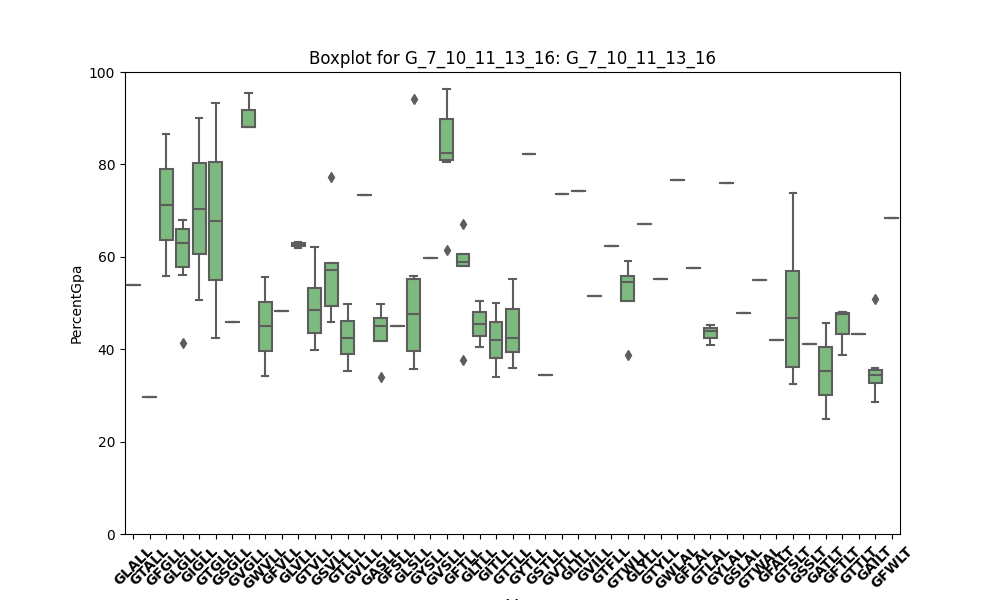 Boxplot for G_7_10_11_13_16: G_7_10_11_13_16
PercentGpa
100
80
60
40
20
0
GLALL
GTALL
GFGLL
GLGLL
GIGLL
GTGLL
GSGLL
GVGLL
GWVLL
GFVLL
GLVLL
GTVLL
GSVLL
GTLLL
GVLLL
GASLL
GFSLL
GLSLL
GYSLL
GVSLL
GFTLL
GLTLL
GITLL
GTTLL
GYTLL
GSTLL
GVTLL
GLILL
GVILL
GTWLL
GTYLL
GWLAL
GFLAL
GTLAL
GYLAL
GSLAL
GTWAL
GFALT
GTSLT
GSSLT
GATLT
GFTLT
GTTLT
GAILT
GFWLT